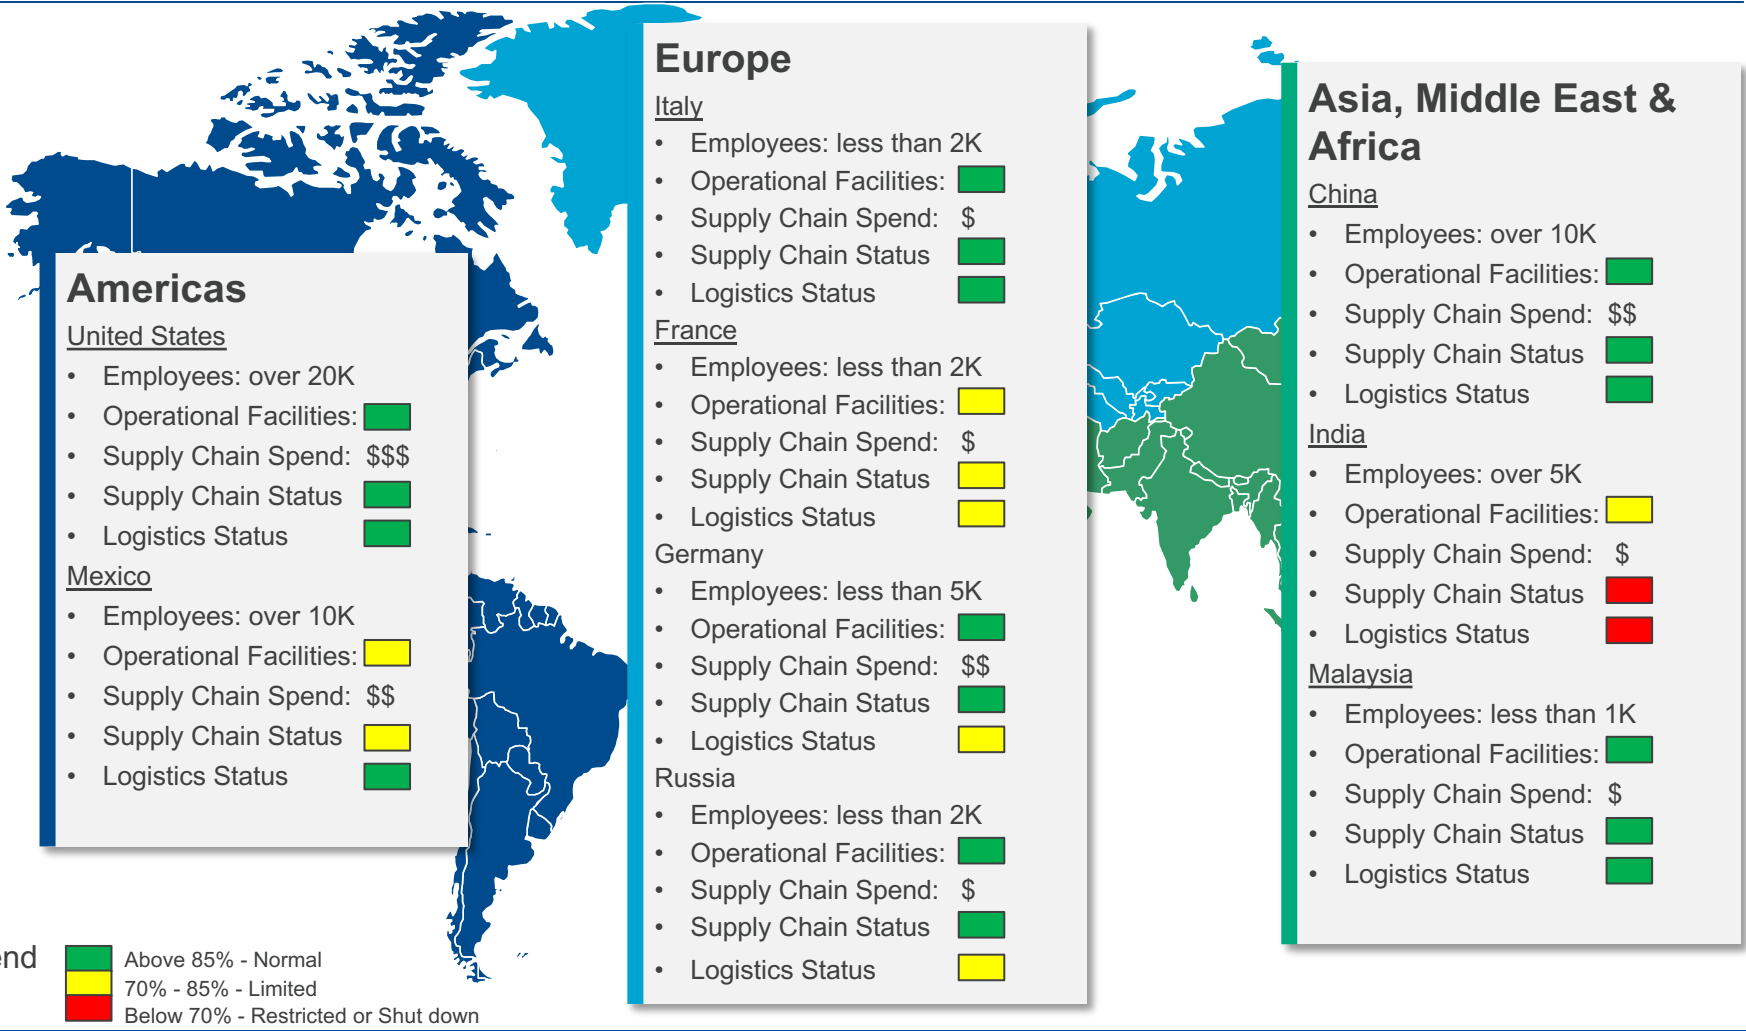 Americas
United States
• Employees: over 20K
• Operational Facilities:
• Supply Chain Spend: $$$
• Supply Chain Status
• Logistics Status
Mexico
• Employees: over 10K
• Operational Facilities:
• Supply Chain Spend: $$
• Supply Chain Status
• Logistics Status
Europe
Italy
• Employees: less than 2K
• Operational Facilities:
• Supply Chain Spend: $
• Supply Chain Status
• Logistics Status
France
• Employees: less than 2K
• Operational Facilities:
• Supply Chain Spend: $
• Supply Chain Status
• Logistics Status
Germany
• Employees: less than 5K
• Operational Facilities:
• Supply Chain Spend: $$
• Supply Chain Status
• Logistics Status
Russia
• Employees: less than 2K
• Operational Facilities:
• Supply Chain Spend: $
• Supply Chain Status
• Logistics Status
Asia, Middle East &
Africa
China
• Employees: over 10K
• Operational Facilities:
• Supply Chain Spend: $$
• Supply Chain Status
• Logistics Status
India
• Employees: over 5K
• Operational Facilities:
• Supply Chain Spend: $
• Supply Chain Status
• Logistics Status
Malaysia
• Employees: less than 1K
• Operational Facilities:
• Supply Chain Spend: $
• Supply Chain Status
• Logistics Status
Above 85% - Normal
70% - 85% - Limited
Below 70% - Restricted or Shut down